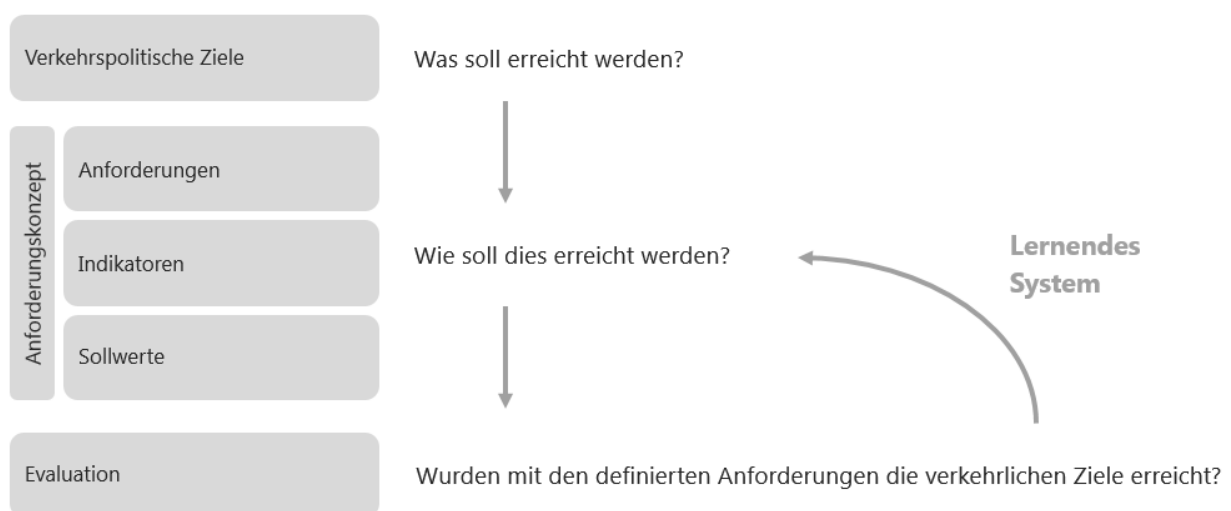 Verkehrspolitische Ziele
Was soll erreicht werden?
Anforderungskonzept
Anforderungen
Indikatoren
Wie soll dies erreicht werden?
Lernendes
System
Sollwerte
Evaluation
Wurden mit den definierten Anforderungen die verkehrlichen Ziele erreicht?